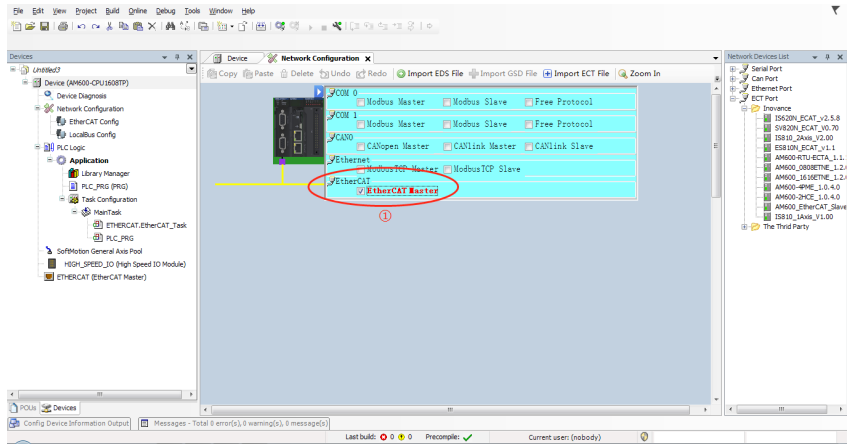 File Edit View Project Build Online Debug Tools Window Help
Devices
Untitled3
Device (AM600-CPU1608TP)
Device Diagnosis
Network Configuration
EtherCAT Config
LocalBus Config
PLC Logic
Application
Library Manager
PLC_PRG (PRG)
Task Configuration
MainTask
ETHERCAT.EtherCAT_Task
PLC_PRG
SoftMotion General Axis Pool
HIGH_SPEED_IO (High Speed IO Module)
ETHERCAT (EtherCAT Master)
POUs Devices
Device Network Configuration
Copy Paste Delete Undo Redo Import EDS File Import GSD File Import ECT File Zoom In
COM 0
Modbus Master Modbus Slave Free Protocol
COM 1
Modbus Master Modbus Slave Free Protocol
CAN0
CANopen Master CANlink Master CANlink Slave
Ethernet
ModbusTCP Master ModbusTCP Slave
EtherCAT
EtherCAT Master
①
Network Devices List
Serial Port
Can Port
Ethernet Port
ECT Port
Inovance
IS620N_ECAT_v2.5.8
SV820N_ECAT_V0.70
IS810_2Axis_V2.00
ES810N_ECAT_v1.1
AM600-RTU-ECTA_1.1.
AM600_0808ETNE_1.2.
AM600_1616ETNE_1.2.
AM600-4PME_1.0.4.0
AM600-2HCE_1.0.4.0
AM600_EtherCAT_Slave
IS810_1Axis_V1.00
The Thrid Party
Config Device Information Output Messages - Total 0 error(s), 0 warning(s), 0 message(s)
Last build: 0 0 Precompile: Current user: (nobody)